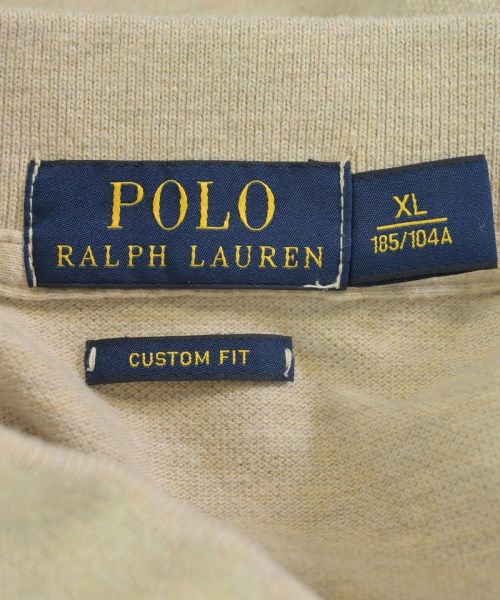 POLO
RALPH LAUREN
XL
185/104A
CUSTOM FIT